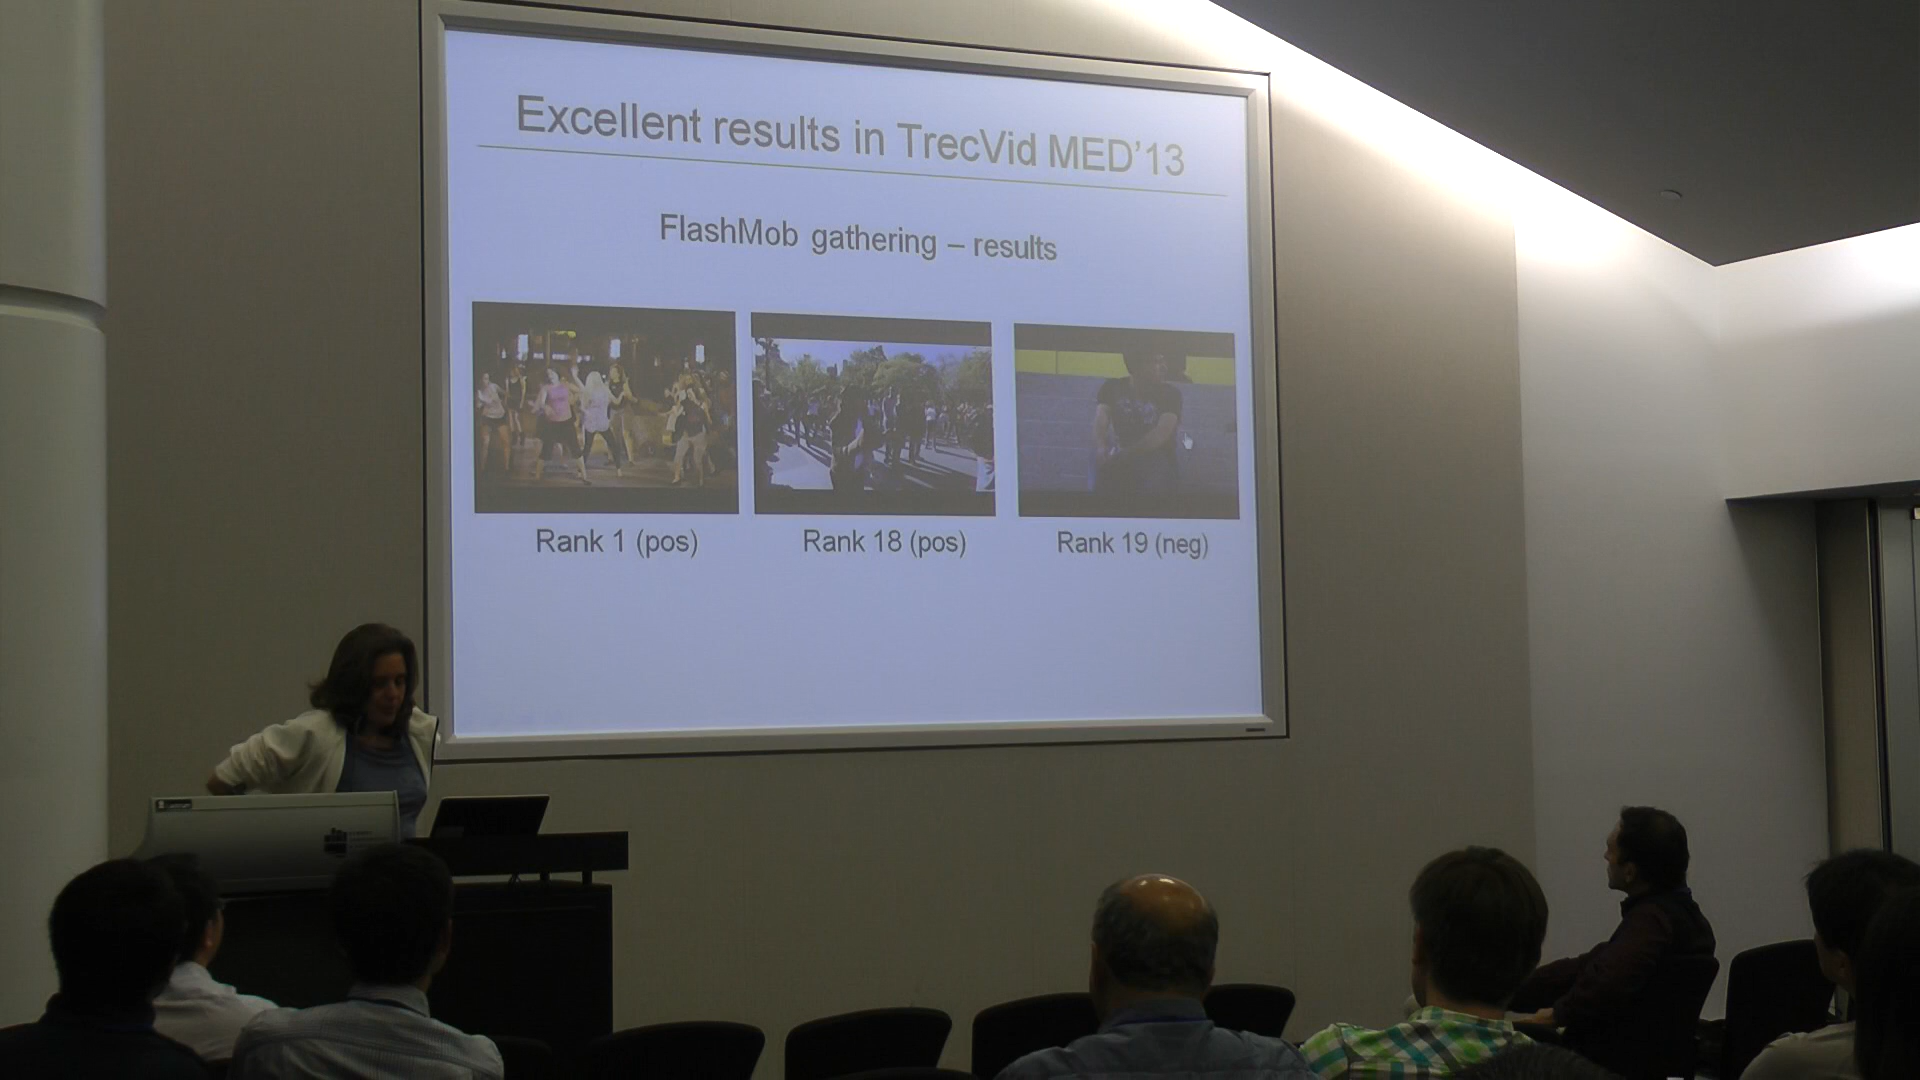 Excellent results in TrecVid MED'13
FlashMob gathering – results
Rank 1 (pos)
Rank 18 (pos)
Rank 19 (neg)